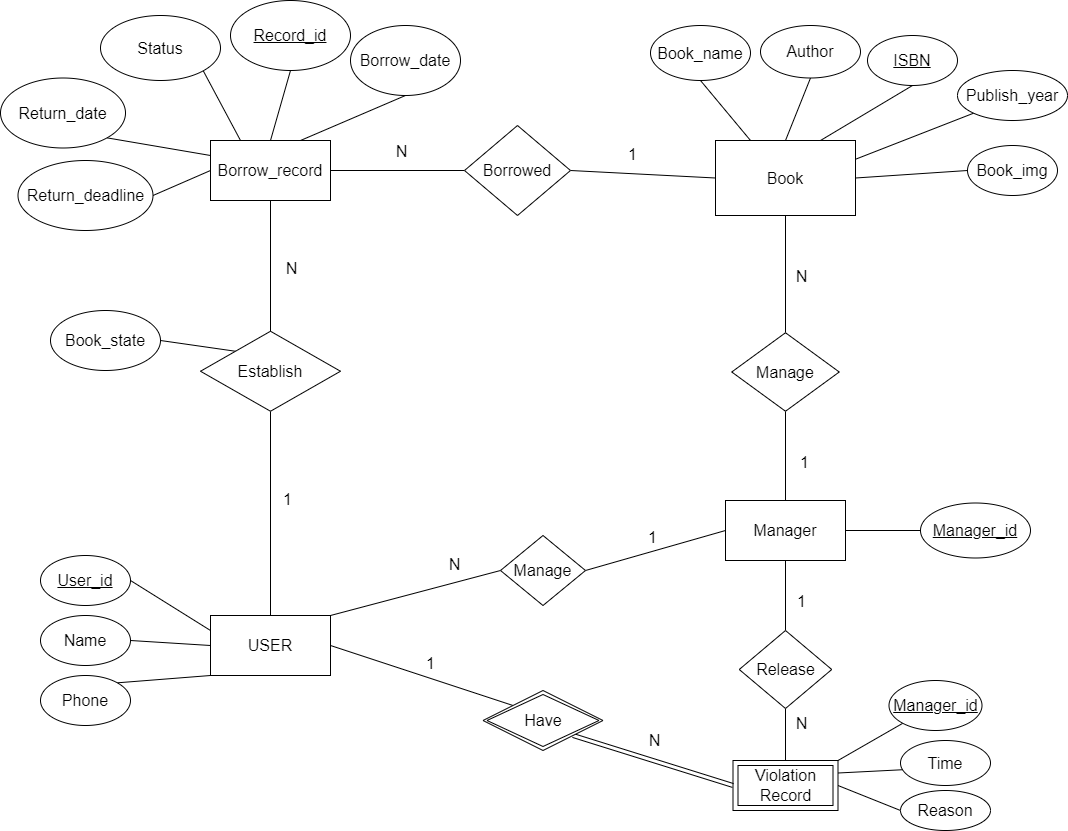 Record_id
Status
Borrow_date
Book_name
Author
ISBN
Publish_year
Return_date
Borrow_record
N
Borrowed
1
Book
Book_img
Return_deadline
N
N
Book_state
Establish
Manage
1
1
Manager
Manager_id
1
N
Manage
User_id
Name
USER
Phone
1
1
Release
Have
N
N
Manager_id
Time
Violation
Record
Reason